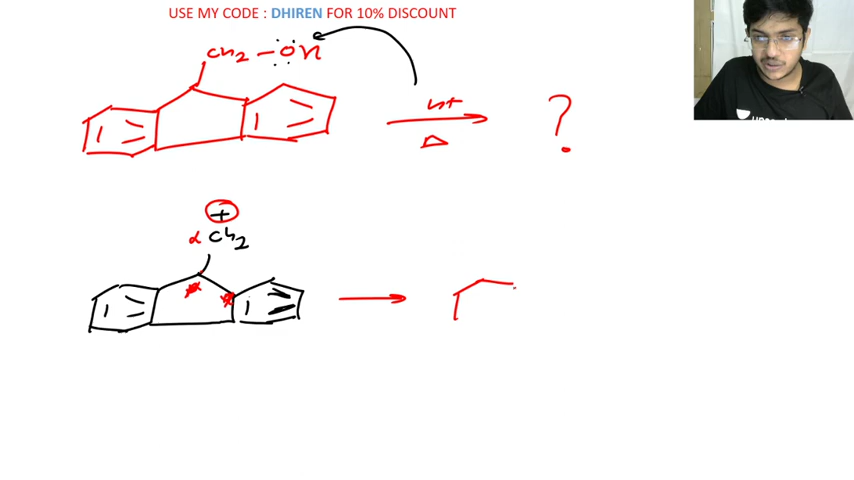 USE MY CODE : DHIREN FOR 10% DISCOUNT
CH2 - OH
H+
Δ
?
+
α CH2